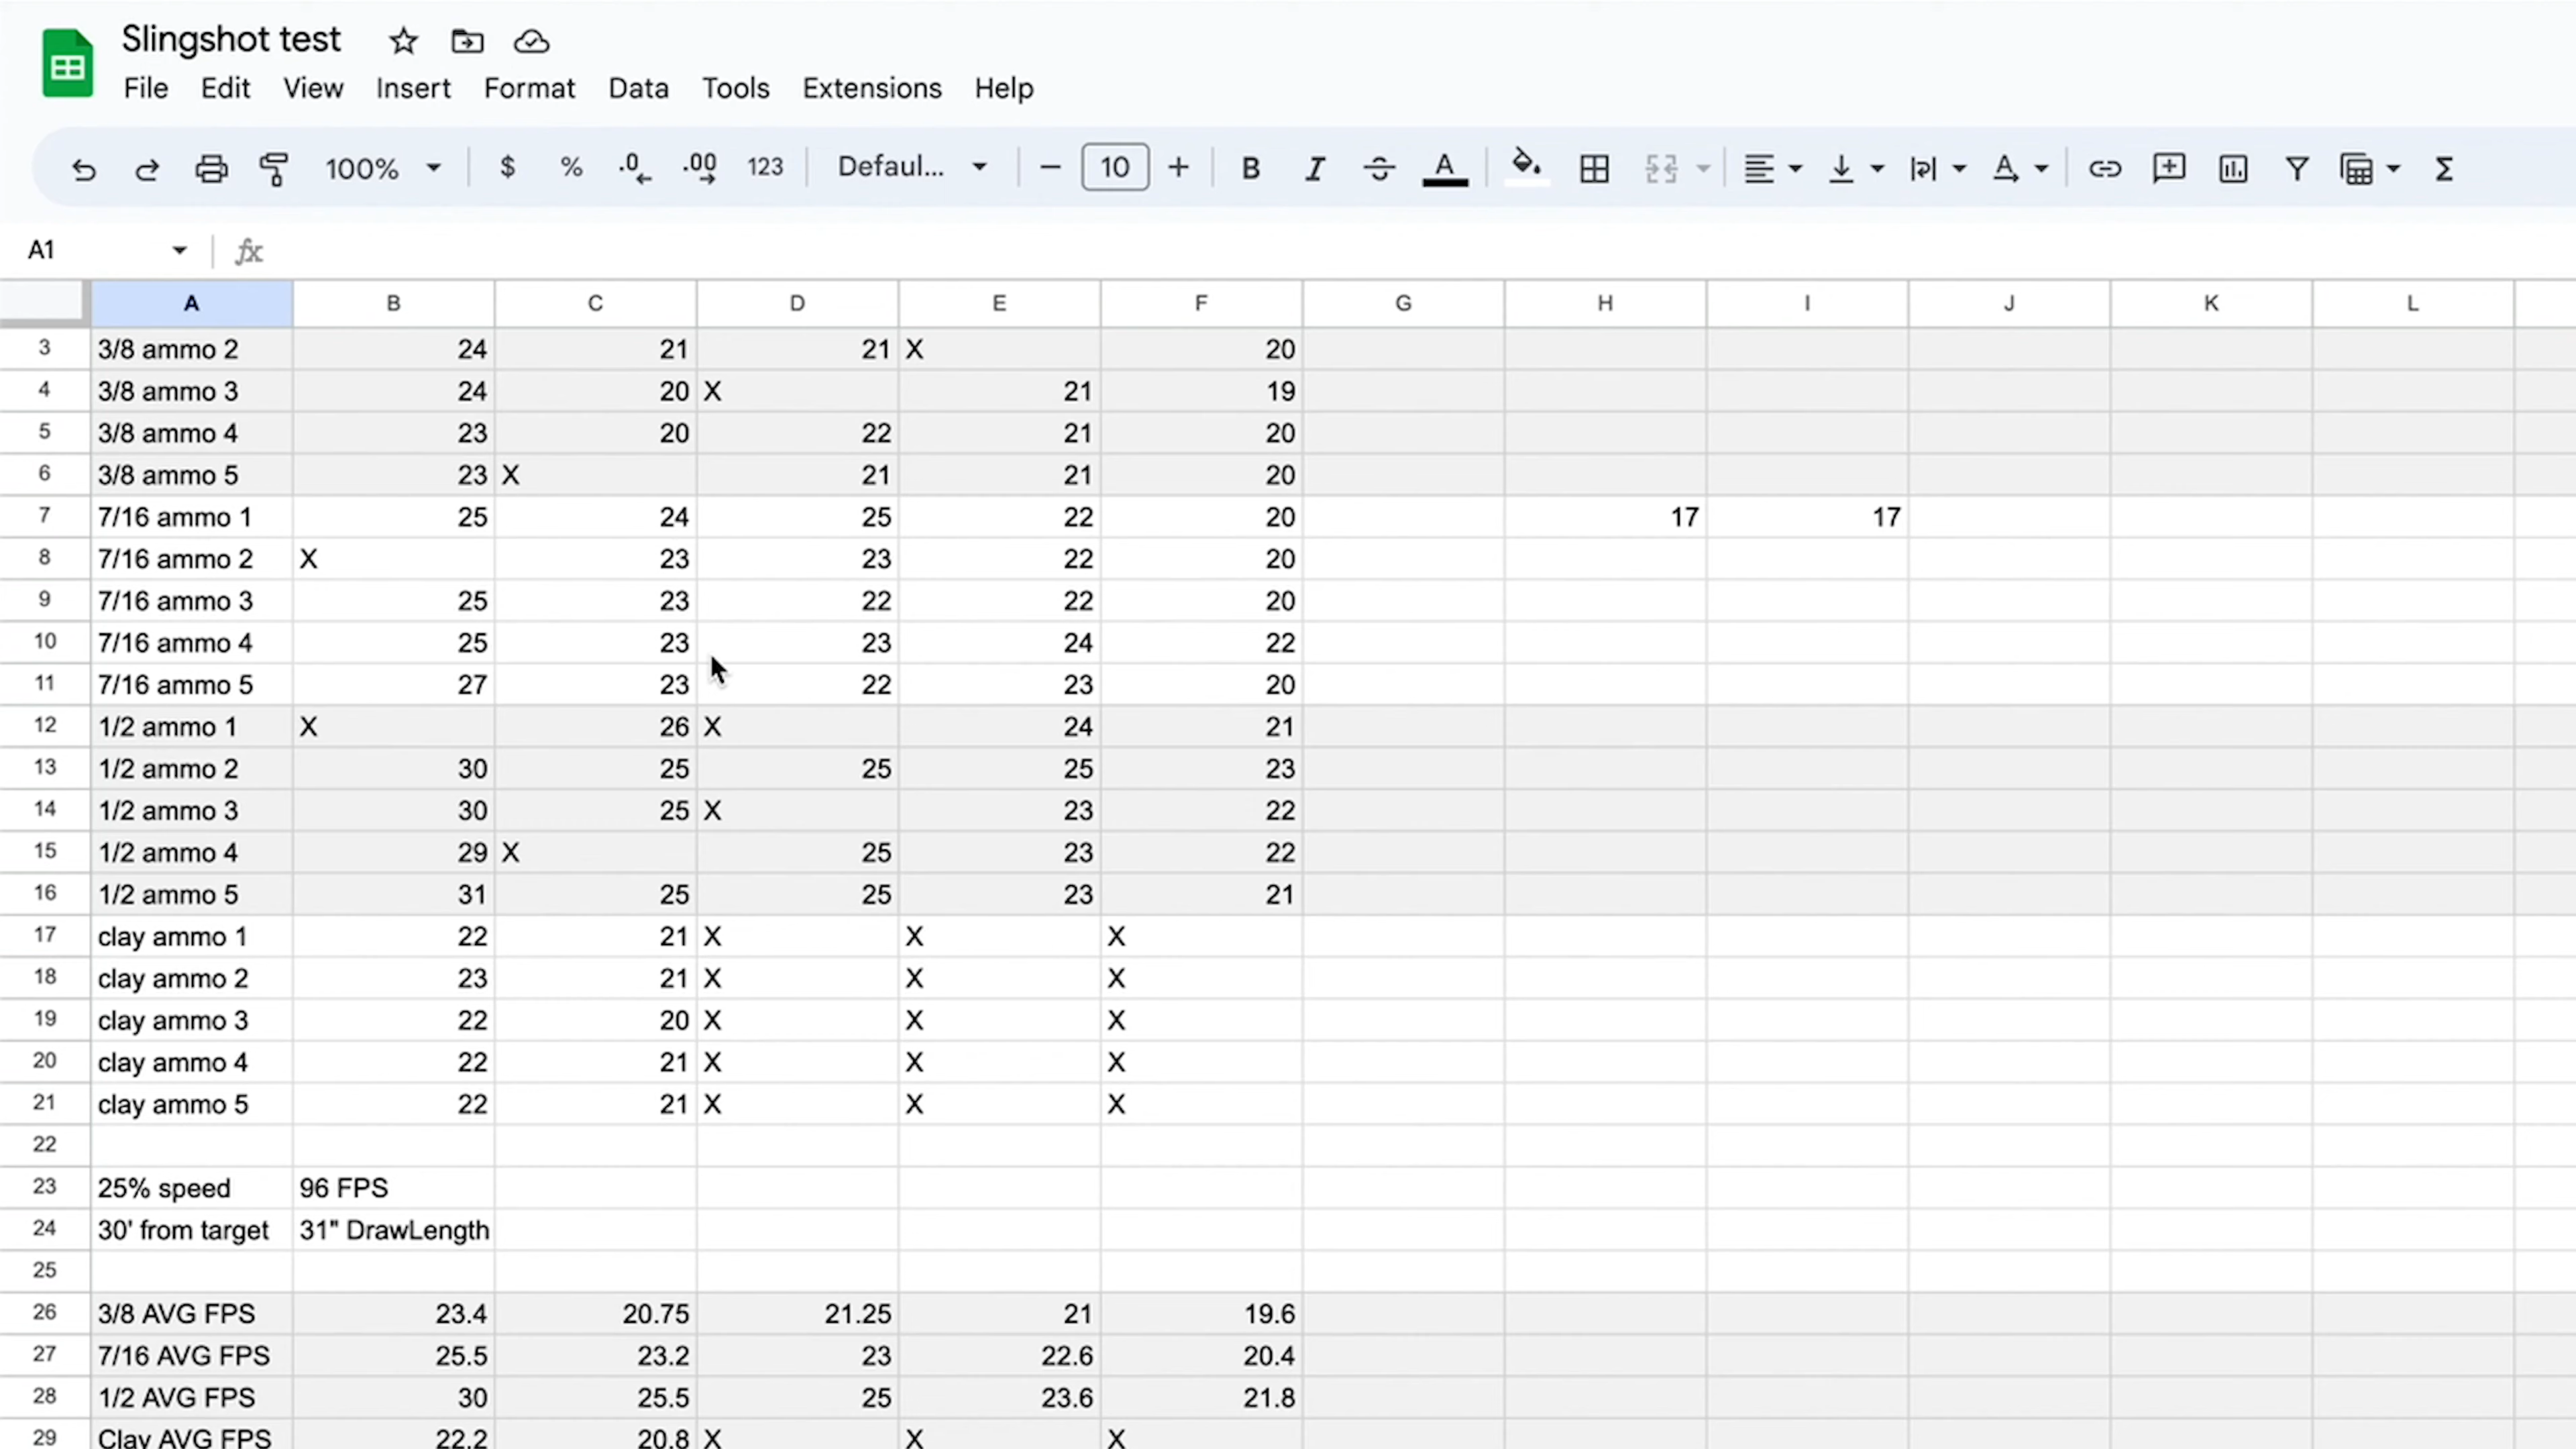 Slingshot test
File Edit View Insert Format Data Tools Extensions Help
100% $ % .0 .00 123 Defaul... 10 B I S A A Σ
A1 fx
A B C D E F G H I J K L
3 3/8 ammo 2 24 21 21 X 20
4 3/8 ammo 3 24 20 X 21 19
5 3/8 ammo 4 23 20 22 21 20
6 3/8 ammo 5 23 X 21 21 20
7 7/16 ammo 1 25 24 25 22 20 17 17
8 7/16 ammo 2 X 23 23 22 20
9 7/16 ammo 3 25 23 22 22 20
10 7/16 ammo 4 25 23 23 24 22
11 7/16 ammo 5 27 23 22 23 20
12 1/2 ammo 1 X 26 X 24 21
13 1/2 ammo 2 30 25 25 25 23
14 1/2 ammo 3 30 25 X 23 22
15 1/2 ammo 4 29 X 25 23 22
16 1/2 ammo 5 31 25 25 23 21
17 clay ammo 1 22 21 X X X
18 clay ammo 2 23 21 X X X
19 clay ammo 3 22 20 X X X
20 clay ammo 4 22 21 X X X
21 clay ammo 5 22 21 X X X
22
23 25% speed 96 FPS
24 30' from target 31" DrawLength
25
26 3/8 AVG FPS 23.4 20.75 21.25 21 19.6
27 7/16 AVG FPS 25.5 23.2 23 22.6 20.4
28 1/2 AVG FPS 30 25.5 25 23.6 21.8
29 Clay AVG FPS 22.2 20.8 X X X